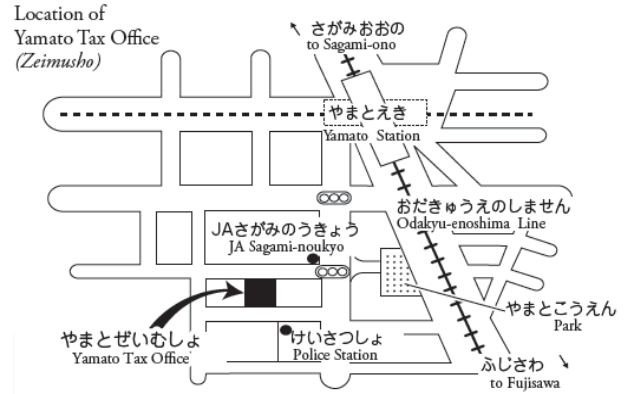 Location of
Yamato Tax Office
(Zeimusho)
さがみおおの
to Sagami-ono
やまとえき
Yamato Station
おだきゅうえのしません
Odakyu-enoshima Line
JAさがみのうきょう
JA Sagami-noukyo
やまとこうえん
Park
やまとぜいむしょ
Yamato Tax Office
けいさつしょ
Police Station
ふじさわ
to Fujisawa